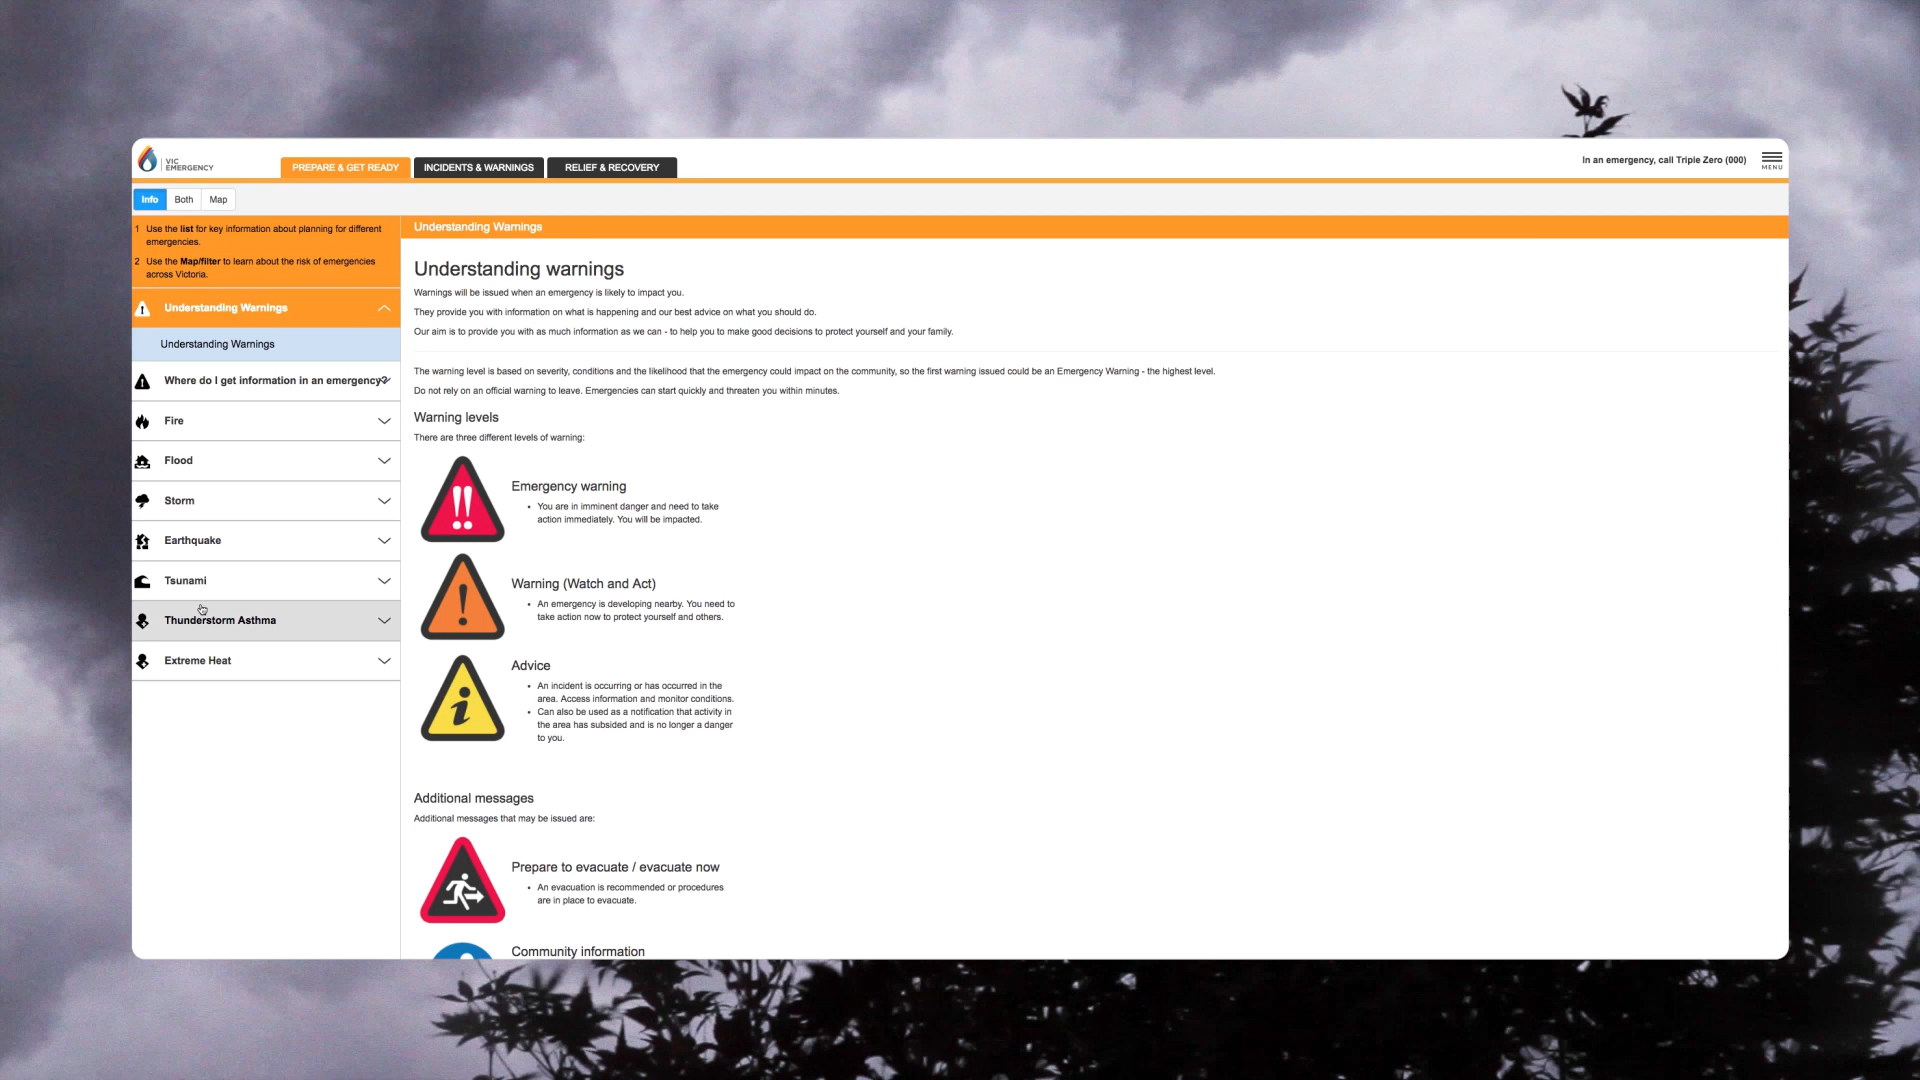 VIC
EMERGENCY
PREPARE & GET READY
INCIDENTS & WARNINGS
RELIEF & RECOVERY
In an emergency, call Triple Zero (000)
MENU
Info
Both
Map
1 Use the list for key information about planning for different
emergencies.
2 Use the Map/filter to learn about the risk of emergencies
across Victoria.
Understanding Warnings
Understanding Warnings
Where do I get information in an emergency?
Fire
Flood
Storm
Earthquake
Tsunami
Thunderstorm Asthma
Extreme Heat
Understanding Warnings
Understanding warnings
Warnings will be issued when an emergency is likely to impact you.
They provide you with information on what is happening and our best advice on what you should do.
Our aim is to provide you with as much information as we can - to help you to make good decisions to protect yourself and your family.
The warning level is based on severity, conditions and the likelihood that the emergency could impact on the community, so the first warning issued could be an Emergency Warning - the highest level.
Do not rely on an official warning to leave. Emergencies can start quickly and threaten you within minutes.
Warning levels
There are three different levels of warning:
!!
Emergency warning
• You are in imminent danger and need to take
action immediately. You will be impacted.
!
Warning (Watch and Act)
• An emergency is developing nearby. You need to
take action now to protect yourself and others.
i
Advice
• An incident is occurring or has occurred in the
area. Access information and monitor conditions.
• Can also be used as a notification that activity in
the area has subsided and is no longer a danger
to you.
Additional messages
Additional messages that may be issued are:
Prepare to evacuate / evacuate now
• An evacuation is recommended or procedures
are in place to evacuate.
Community information